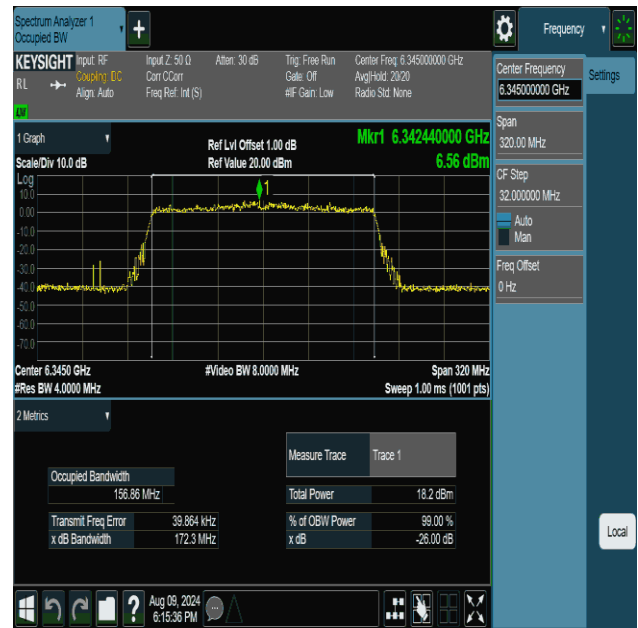 Spectrum Analyzer 1
Occupied BW
Frequency
KEYSIGHT
Input: RF
Coupling: DC
Align: Auto
Input Z: 50 Ω
Corr CCorr
Freq Ref: Int (S)
Atten: 30 dB
Trig: Free Run
Gate: Off
#IF Gain: Low
Center Freq: 6.345000000 GHz
Avg|Hold: 20/20
Radio Std: None
RL
LW
Center Frequency
6.345000000 GHz
Settings
Span
320.00 MHz
CF Step
32.000000 MHz
Auto
Man
Freq Offset
0 Hz
1 Graph
Scale/Div 10.0 dB
Ref Lvl Offset 1.00 dB
Ref Value 20.00 dBm
Mkr1 6.342440000 GHz
6.56 dBm
Log
10.0
0.00
-10.0
-20.0
-30.0
-40.0
-50.0
-60.0
-70.0
1
Center 6.3450 GHz
#Res BW 4.0000 MHz
#Video BW 8.0000 MHz
Span 320 MHz
Sweep 1.00 ms (1001 pts)
2 Metrics
Measure Trace Trace 1
Occupied Bandwidth
156.86 MHz
Total Power 18.2 dBm
Transmit Freq Error 39.864 kHz
% of OBW Power 99.00 %
x dB Bandwidth 172.3 MHz
x dB -26.00 dB
Local
Aug 09, 2024
6:15:36 PM